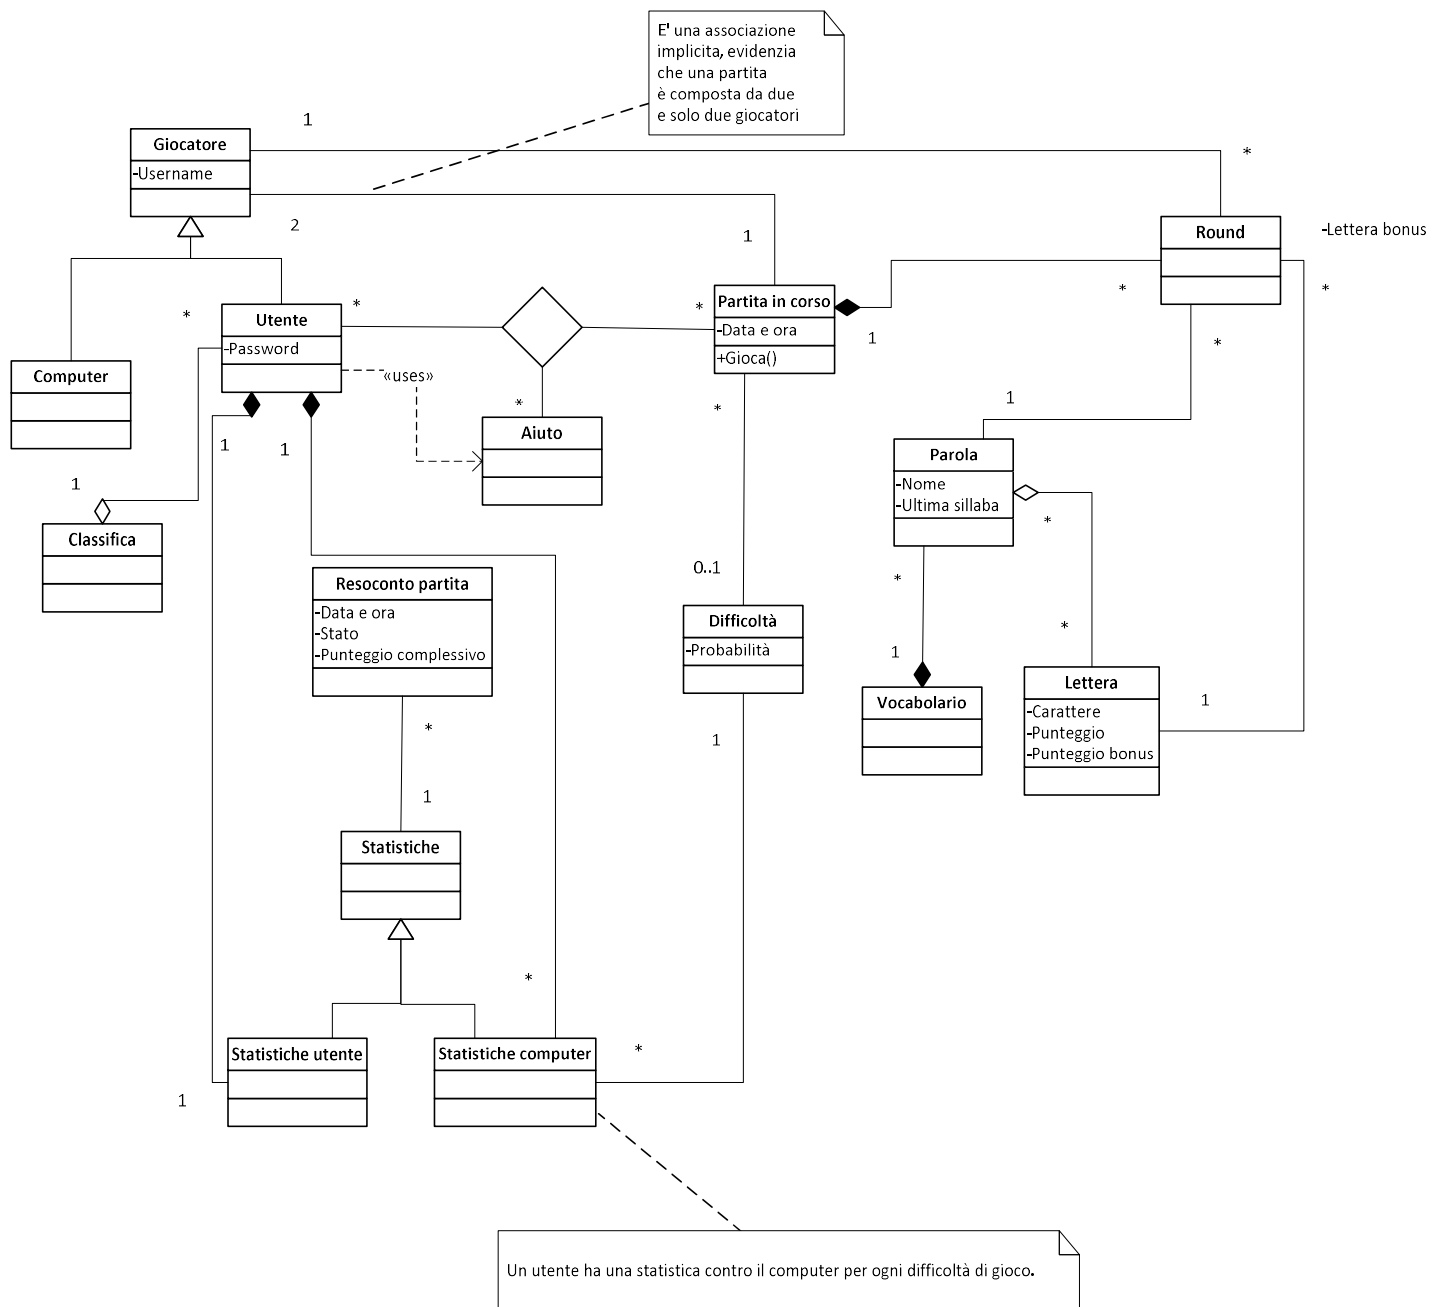 E' una associazione
implicita, evidenzia
che una partita
è composta da due
e solo due giocatori
1
Giocatore
-Username
*
2
1
Round
-Lettera bonus
*
*
*
*
*
Partita in corso
-Data e ora
+Gioca()
1
Utente
-Password
«uses»
*
Computer
*
*
1
Aiuto
1
1
1
Parola
-Nome
-Ultima sillaba
*
Classifica
0..1
*
Resoconto partita
-Data e ora
-Stato
-Punteggio complessivo
Difficoltà
-Probabilità
*
1
Vocabolario
Lettera
-Carattere
-Punteggio
-Punteggio bonus
1
*
1
1
Statistiche
*
*
Statistiche utente
Statistiche computer
1
Un utente ha una statistica contro il computer per ogni difficoltà di gioco.